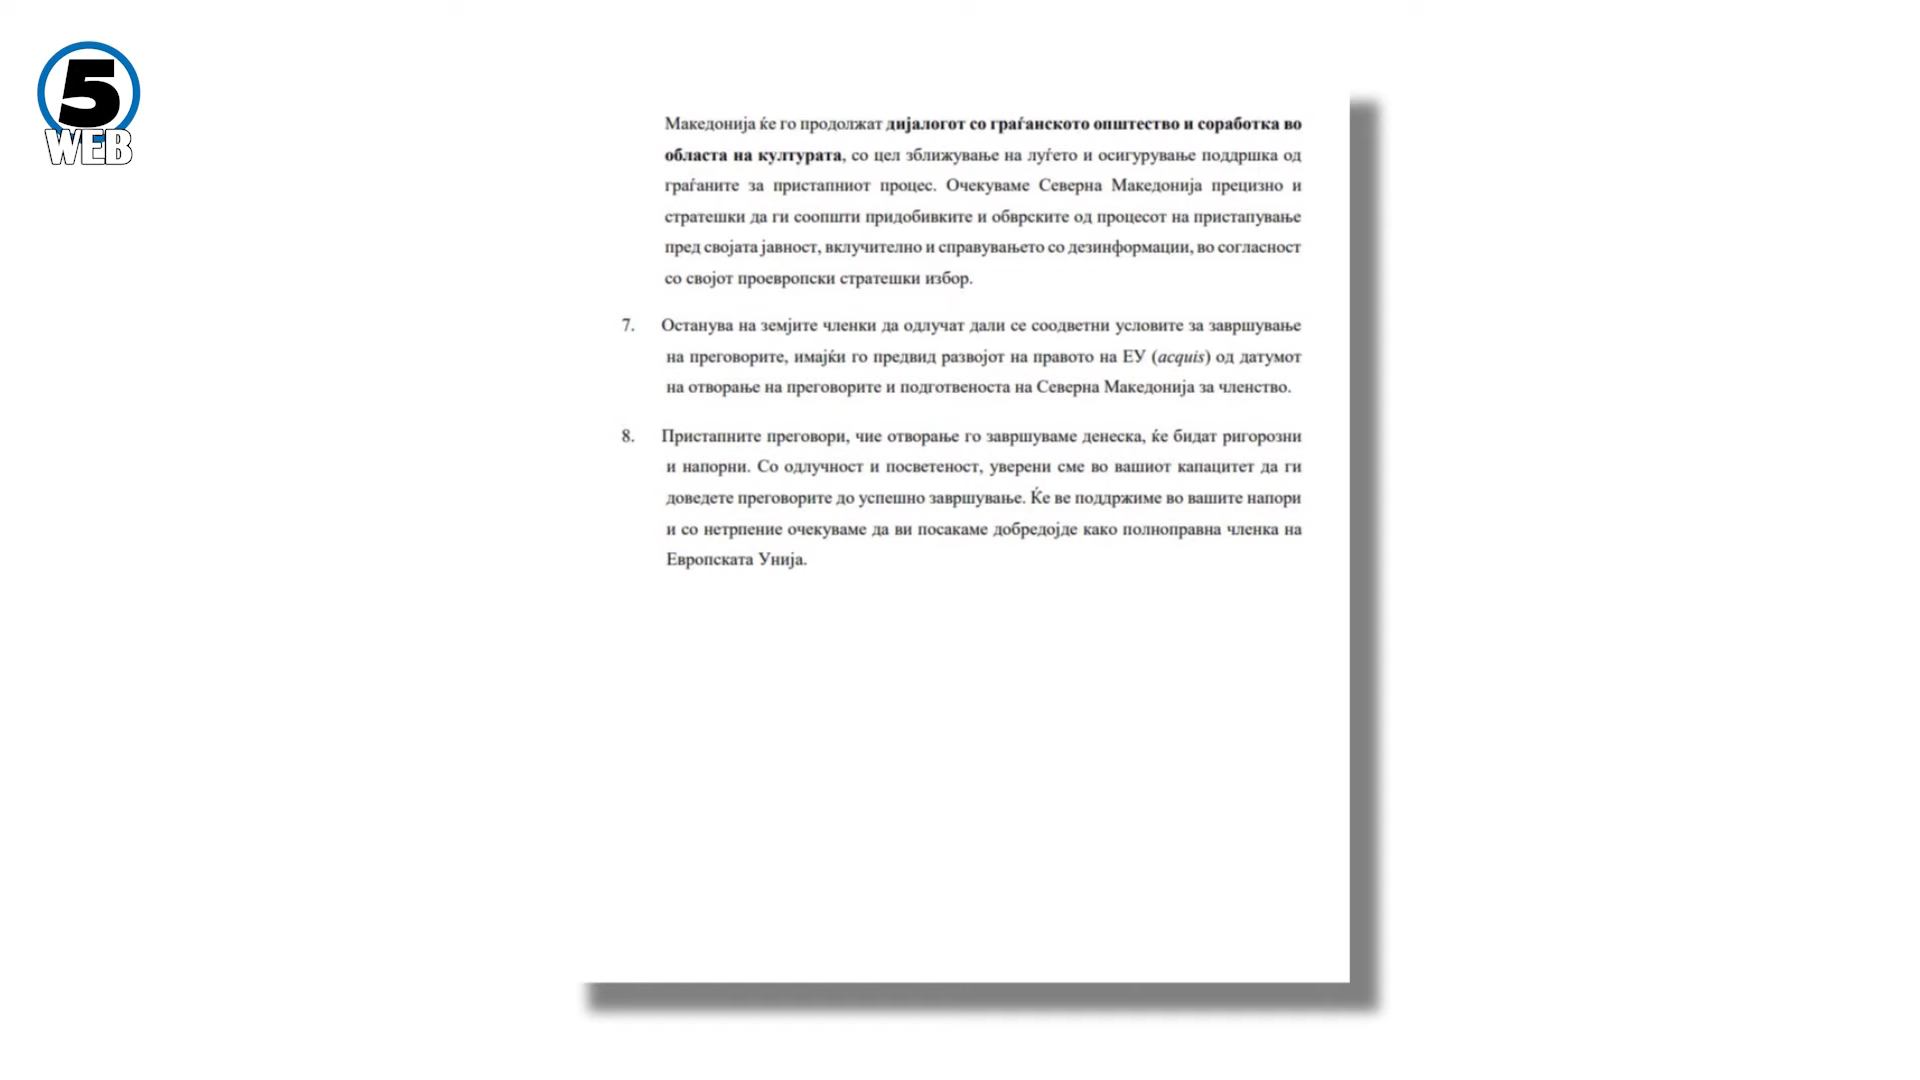 5
WEB
Македонија ќе го продолжат дијалогот со граѓанското општество и соработка во
областа на културата, со цел зближување на луѓето и осигурување поддршка од
граѓаните за пристапниот процес. Очекуваме Северна Македонија прецизно и
стратешки да ги соопшти придобивките и обврските од процесот на пристапување
пред својата јавност, вклучително и справувањето со дезинформации, во согласност
со својот проевропски стратешки избор.
7. Останува на земјите членки да одлучат дали се соодветни условите за завршување
на преговорите, имајќи го предвид развојот на правото на ЕУ (acquis) од датумот
на отворање на преговорите и подготвеноста на Северна Македонија за членство.
8. Пристапните преговори, чие отворање го завршуваме денеска, ќе бидат ригорозни
и напорни. Со одлучност и посветеност, уверени сме во вашиот капацитет да ги
доведете преговорите до успешно завршување. Ќе ве поддржиме во вашите напори
и со нетрпение очекуваме да ви посакаме добредојде како полноправна членка на
Европската Унија.